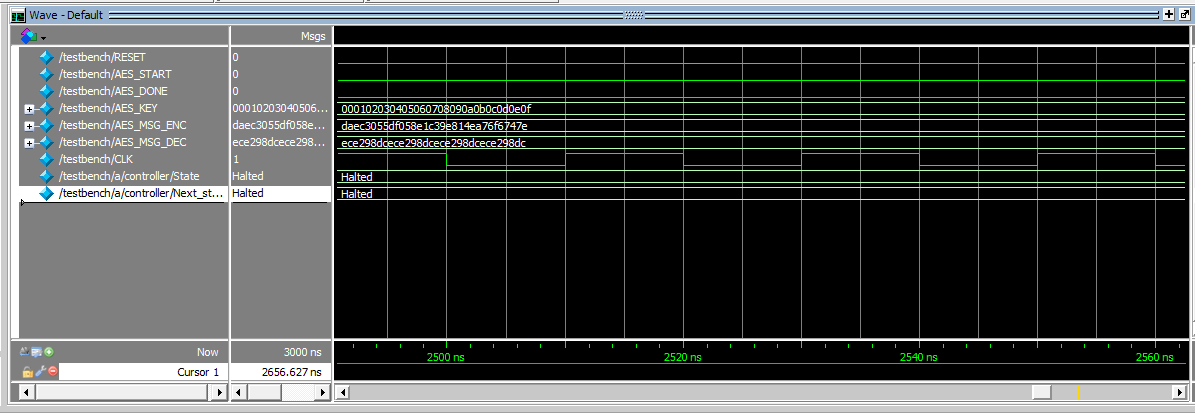 Wave - Default
Msgs
/testbench/RESET 0
/testbench/AES_START 0
/testbench/AES_DONE 0
/testbench/AES_KEY 00010203040506... 000102030405060708090a0b0c0d0e0f
/testbench/AES_MSG_ENC daec3055df058e... daec3055df058e1c39e814ea76f6747e
/testbench/AES_MSG_DEC ece298dcece298... ece298dcece298dcece298dcece298dc
/testbench/CLK 1
/testbench/a/controller/State Halted Halted
/testbench/a/controller/Next_st... Halted Halted
Now 3000 ns 2500 ns 2520 ns 2540 ns 2560 ns
Cursor 1 2656.627 ns